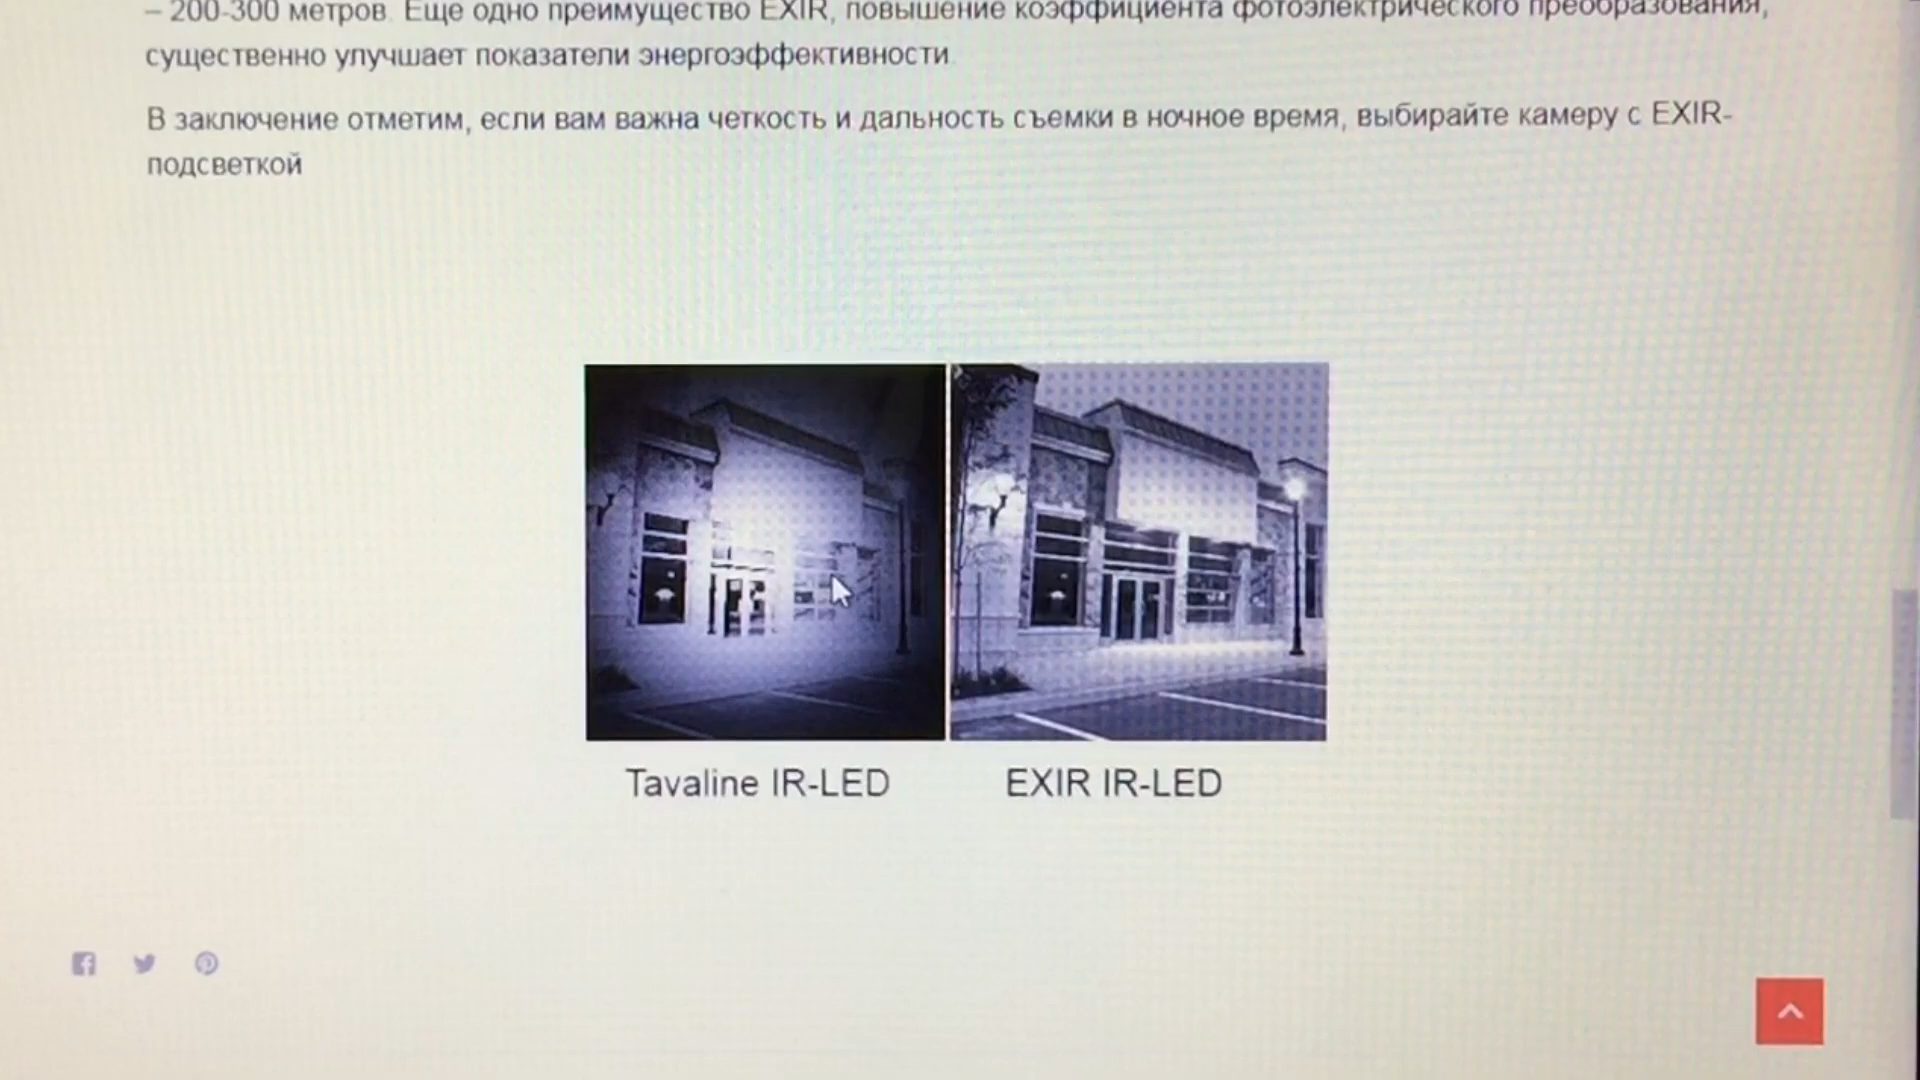 – 200-300 метров. Еще одно преимущество EXIR, повышение коэффициента фотоэлектрического преобразования,
существенно улучшает показатели энергоэффективности.
В заключение отметим, если вам важна четкость и дальность съемки в ночное время, выбирайте камеру с EXIR-
подсветкой
Tavaline IR-LED
EXIR IR-LED